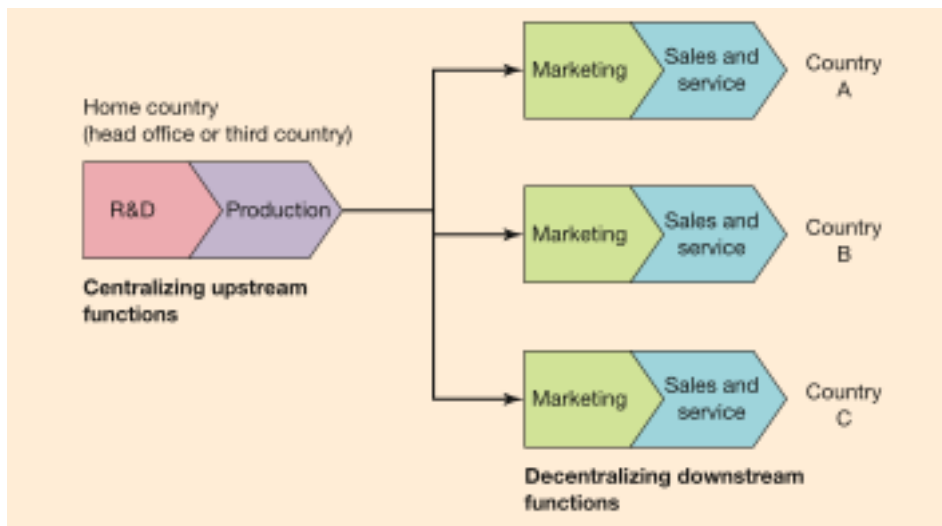 Home country
(head office or third country)
R&D
Production
Centralizing upstream
functions
Marketing
Sales and
service
Country
A
Marketing
Sales and
service
Country
B
Marketing
Sales and
service
Country
C
Decentralizing downstream
functions